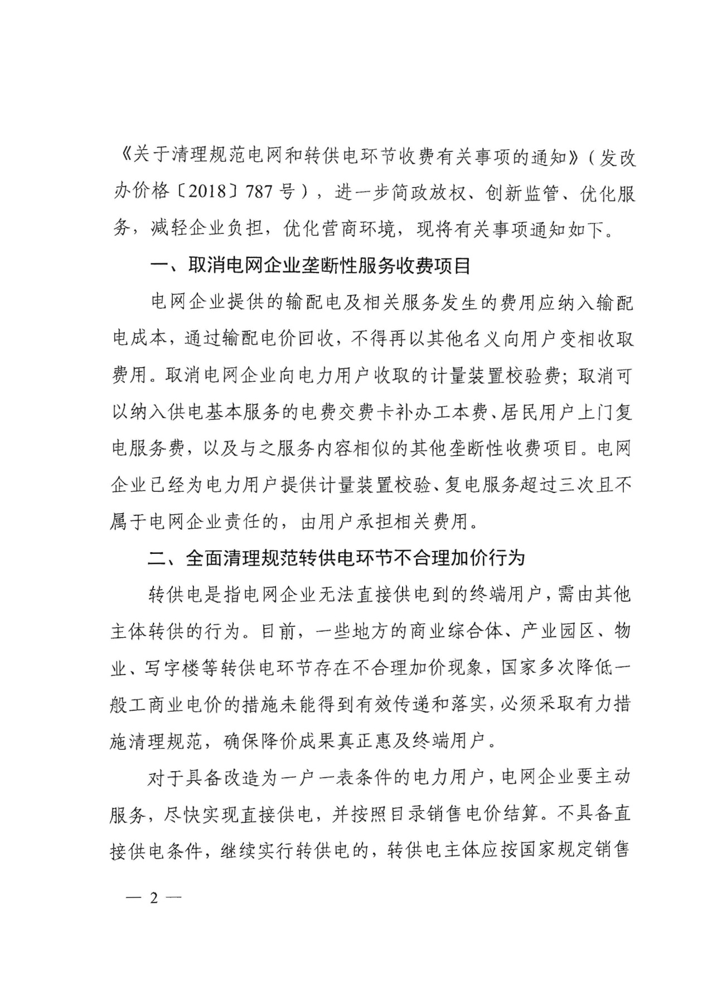 《关于清理规范电网和转供电环节收费有关事项的通知》(发改
办价格〔2018〕787号),进一步简政放权、创新监管、优化服
务,减轻企业负担,优化营商环境,现将有关事项通知如下。
一、取消电网企业垄断性服务收费项目
电网企业提供的输配电及相关服务发生的费用应纳入输配
电成本,通过输配电价回收,不得再以其他名义向用户变相收取
费用。取消电网企业向电力用户收取的计量装置校验费;取消可
以纳入供电基本服务的电费交费卡补办工本费、居民用户上门复
电服务费,以及与之服务内容相似的其他垄断性收费项目。电网
企业已经为电力用户提供计量装置校验、复电服务超过三次且不
属于电网企业责任的,由用户承担相关费用。
二、全面清理规范转供电环节不合理加价行为
转供电是指电网企业无法直接供电到的终端用户,需由其他
主体转供的行为。目前,一些地方的商业综合体、产业园区、物
业、写字楼等转供电环节存在不合理加价现象,国家多次降低一
般工商业电价的措施未能得到有效传递和落实,必须采取有力措
施清理规范,确保降价成果真正惠及终端用户。
对于具备改造为一户一表条件的电力用户,电网企业要主动
服务,尽快实现直接供电,并按照目录销售电价结算。不具备直
接供电条件,继续实行转供电的,转供电主体应按国家规定销售
— 2 —